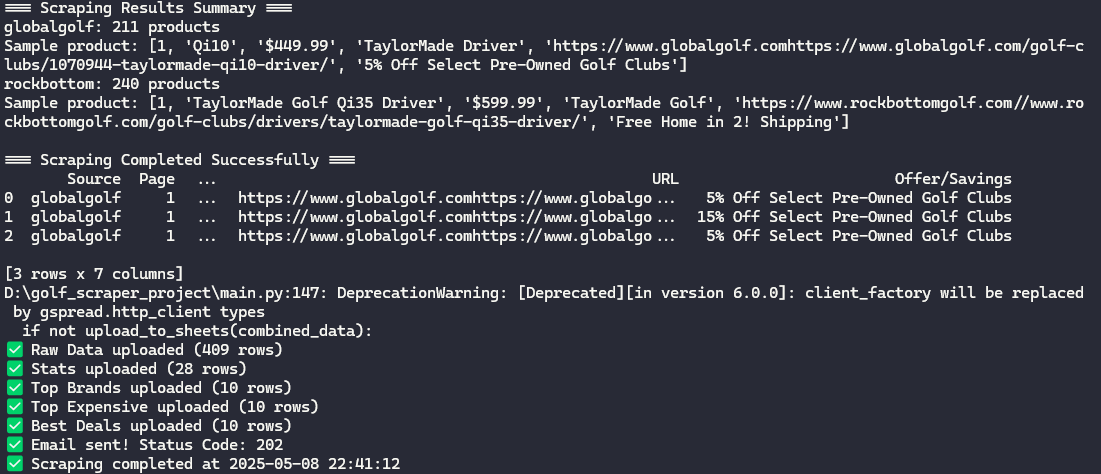 === Scraping Results Summary ===
globalgolf: 211 products
Sample product: [1, 'Qi10', '$449.99', 'TaylorMade Driver', 'https://www.globalgolf.comhttps://www.globalgolf.com/golf-c
lubs/1070944-taylormade-qi10-driver/', '5% Off Select Pre-Owned Golf Clubs']
rockbottom: 240 products
Sample product: [1, 'TaylorMade Golf Qi35 Driver', '$599.99', 'TaylorMade Golf', 'https://www.rockbottomgolf.com//www.ro
ckbottomgolf.com/golf-clubs/drivers/taylormade-golf-qi35-driver/', 'Free Home in 2! Shipping']
=== Scraping Completed Successfully ===
Source Page ... URL Offer/Savings
0 globalgolf 1 ... https://www.globalgolf.comhttps://www.globalgo... 5% Off Select Pre-Owned Golf Clubs
1 globalgolf 1 ... https://www.globalgolf.comhttps://www.globalgo... 15% Off Select Pre-Owned Golf Clubs
2 globalgolf 1 ... https://www.globalgolf.comhttps://www.globalgo... 5% Off Select Pre-Owned Golf Clubs
[3 rows x 7 columns]
D:\golf_scraper_project\main.py:147: DeprecationWarning: [Deprecated][in version 6.0.0]: client_factory will be replaced
by gspread.http_client types
if not upload_to_sheets(combined_data):
✅ Raw Data uploaded (409 rows)
✅ Stats uploaded (28 rows)
✅ Top Brands uploaded (10 rows)
✅ Top Expensive uploaded (10 rows)
✅ Best Deals uploaded (10 rows)
✅ Email sent! Status Code: 202
✅ Scraping completed at 2025-05-08 22:41:12